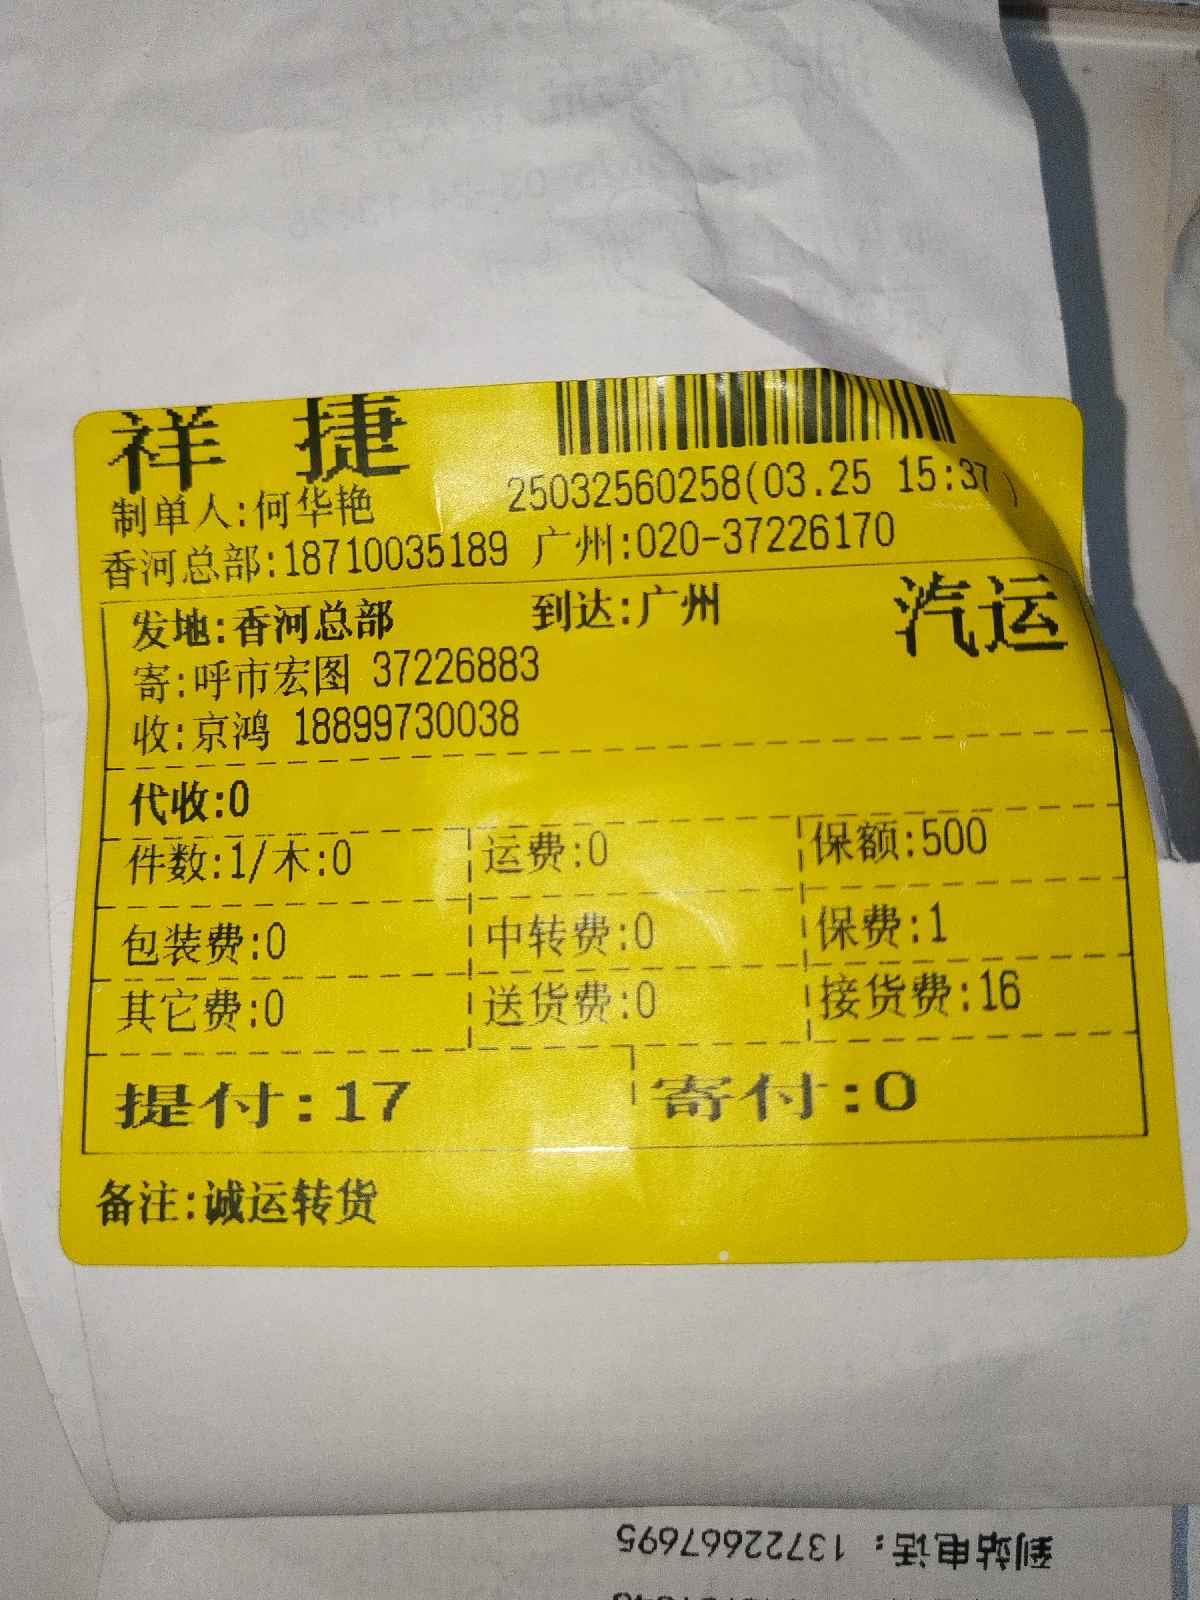 祥 捷
制单人:何华艳
25032560258(03.25 15:37)
香河总部:18710035189 广州:020-37226170
发地:香河总部 到达:广州 汽运
寄:呼市宏图 37226883
收:京鸿 18899730038
代收:0
件数:1/木:0 运费:0 保额:500
包装费:0 中转费:0 保费:1
其它费:0 送货费:0 接货费:16
提付:17 寄付:0
备注:诚运转货
到站电话：13722667695